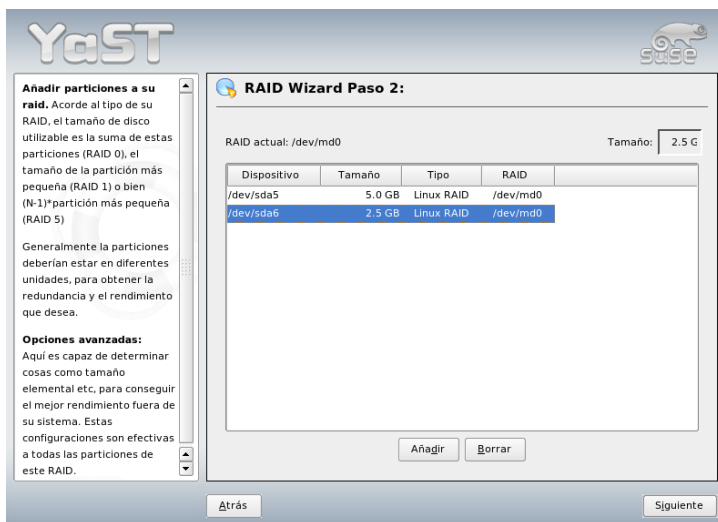 YaST
SUSE
Añadir particiones a su
raid. Acorde al tipo de su
RAID, el tamaño de disco
utilizable es la suma de estas
particiones (RAID 0), el
tamaño de la partición más
pequeña (RAID 1) o bien
(N-1)*partición más pequeña
(RAID 5)
Generalmente la particiones
deberían estar en diferentes
unidades, para obtener la
redundancia y el rendimiento
que desea.
Opciones avanzadas:
Aquí es capaz de determinar
cosas como tamaño
elemental etc, para conseguir
el mejor rendimiento fuera de
su sistema. Estas
configuraciones son efectivas
a todas las particiones de
este RAID.
RAID Wizard Paso 2:
RAID actual: /dev/md0 Tamaño: 2.5 G
Dispositivo Tamaño Tipo RAID
/dev/sda5 5.0 GB Linux RAID /dev/md0
/dev/sda6 2.5 GB Linux RAID /dev/md0
Añadir Borrar
Atrás Siguiente